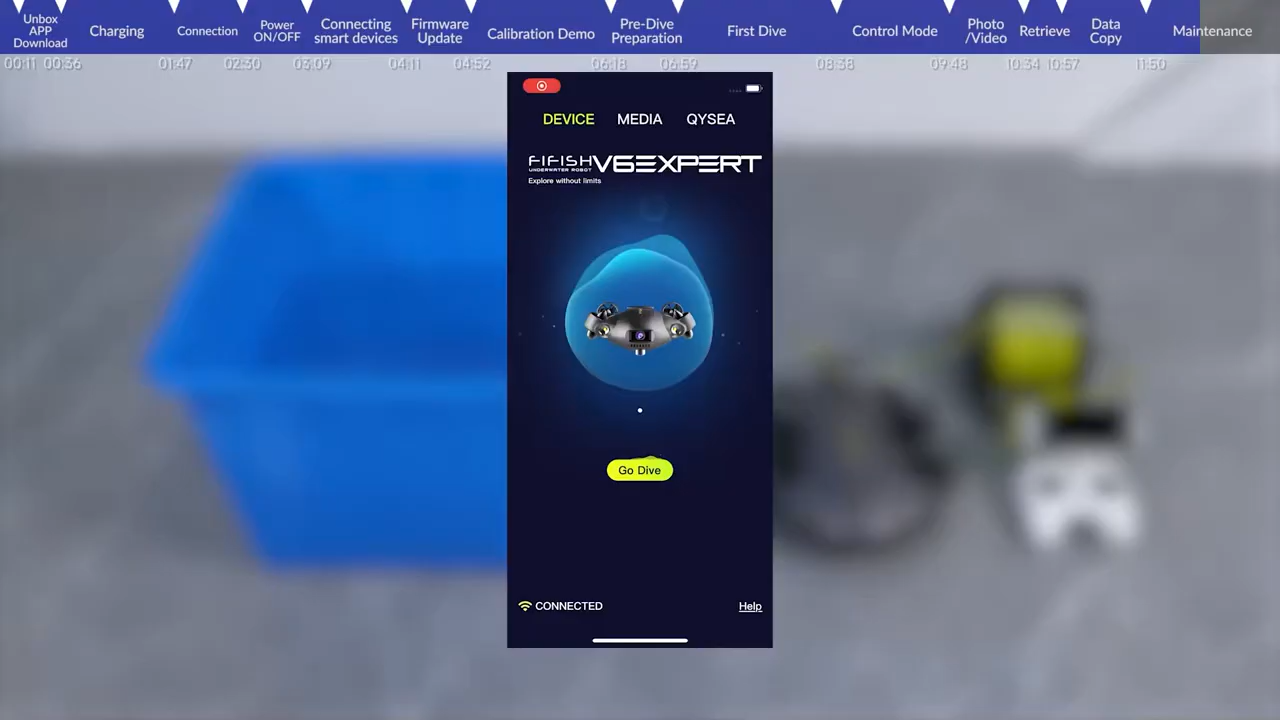 Unbox
APP
Download
Charging
Connection
Power
ON/OFF
Connecting
smart devices
Firmware
Update
Calibration Demo
Pre-Dive
Preparation
First Dive
Control Mode
Photo
/Video
Retrieve
Data
Copy
Maintenance
00:11 00:36 01:47 02:30 03:09 04:11 04:52 06:18 06:59 08:38 09:48 10:34 10:57 11:50
DEVICE MEDIA QYSEA
FIFISH V6EXPERT
UNDERWATER ROBOT
Explore without limits
Go Dive
CONNECTED Help